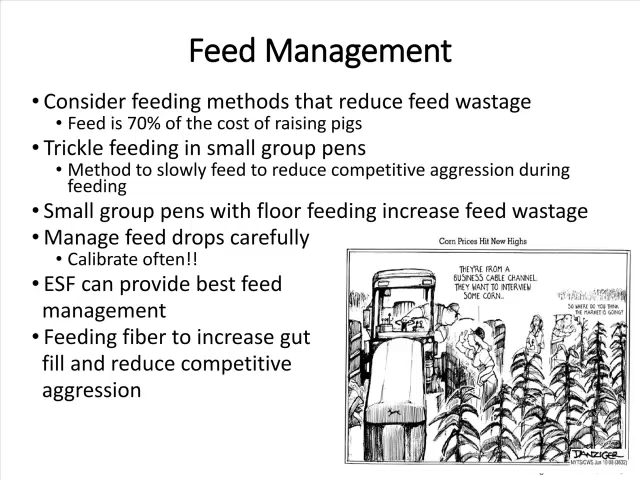 Feed Management
• Consider feeding methods that reduce feed wastage
• Feed is 70% of the cost of raising pigs
• Trickle feeding in small group pens
• Method to slowly feed to reduce competitive aggression during
feeding
• Small group pens with floor feeding increase feed wastage
• Manage feed drops carefully
• Calibrate often!!
• ESF can provide best feed
management
• Feeding fiber to increase gut
fill and reduce competitive
aggression
Corn Prices Hit New Highs
THEY'RE FROM A
BUSINESS CABLE CHANNEL.
THEY WANT TO INTERVIEW
SOME CORN..
SO WHERE DO YOU THINK
THE MARKET IS GOING?
DANZIGER